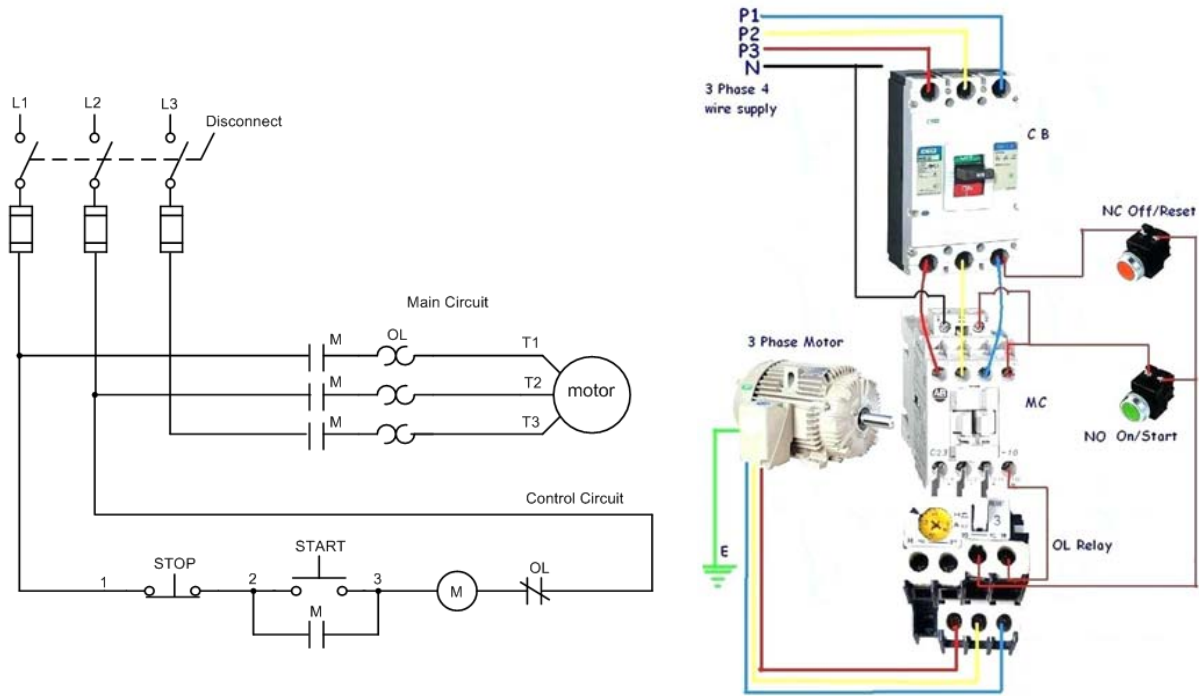 L1
L2
L3
Disconnect
Main Circuit
M
OL
T1
M
T2
motor
M
T3
Control Circuit
STOP
START
OL
1
2
3
M
M
P1
P2
P3
N
3 Phase 4
wire supply
C B
NC Off/Reset
3 Phase Motor
AB
MC
NO On/Start
3
OL Relay
E